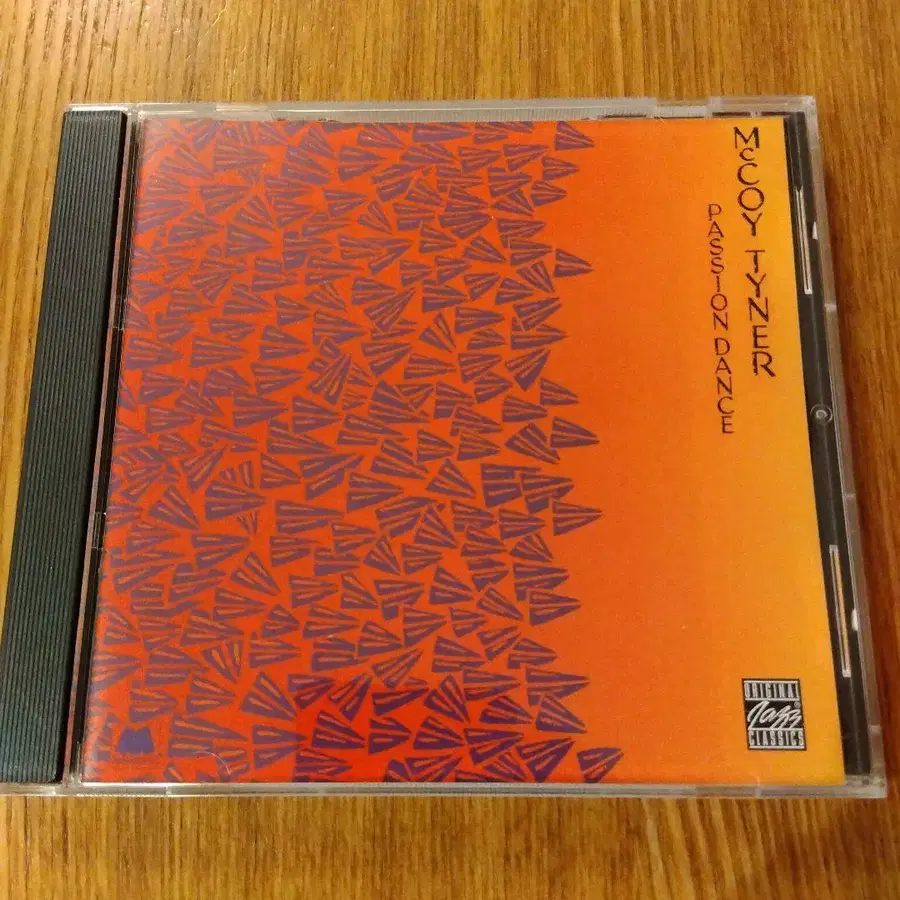 McCOY TYNER
PASSION DANCE
ORIGINAL
Jazz®
CLASSICS